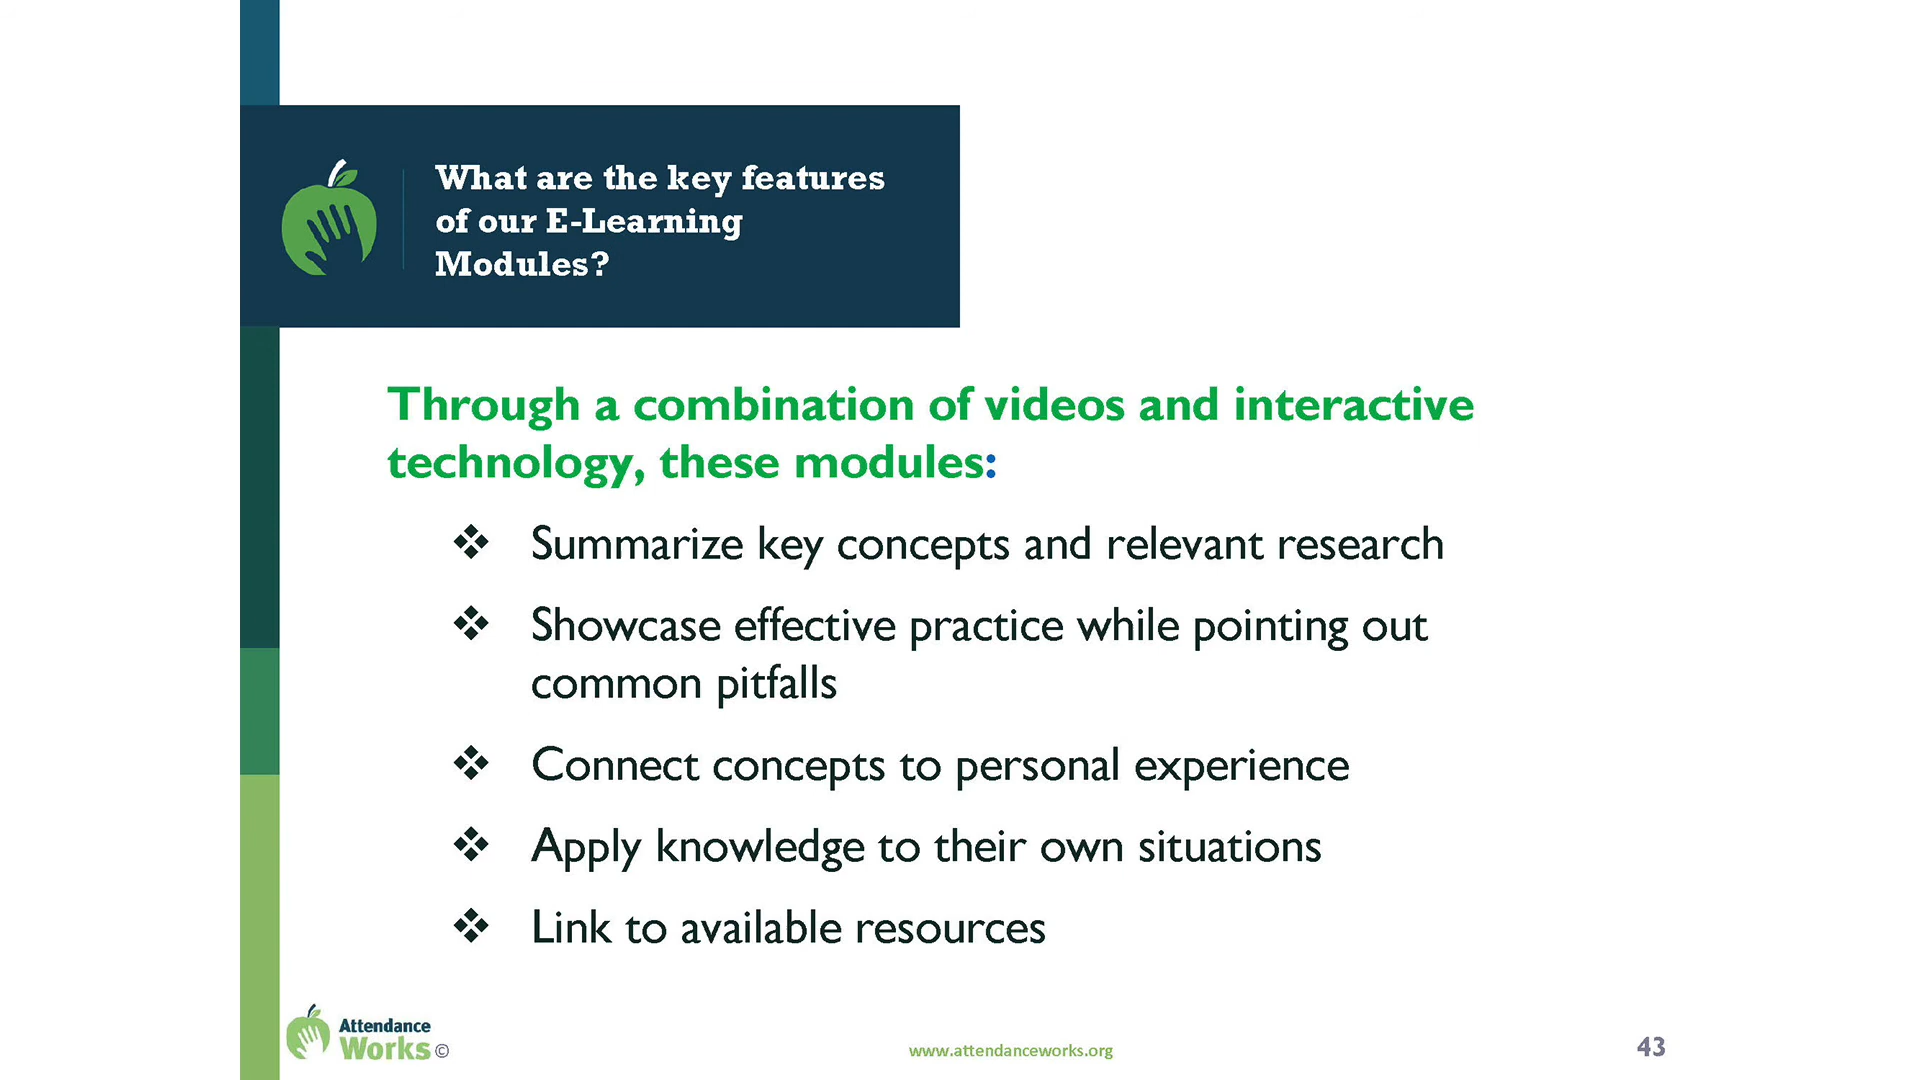 What are the key features
of our E-Learning
Modules?
Through a combination of videos and interactive
technology, these modules:
❖ Summarize key concepts and relevant research
❖ Showcase effective practice while pointing out
common pitfalls
❖ Connect concepts to personal experience
❖ Apply knowledge to their own situations
❖ Link to available resources
Attendance
Works ©
www.attendanceworks.org
43